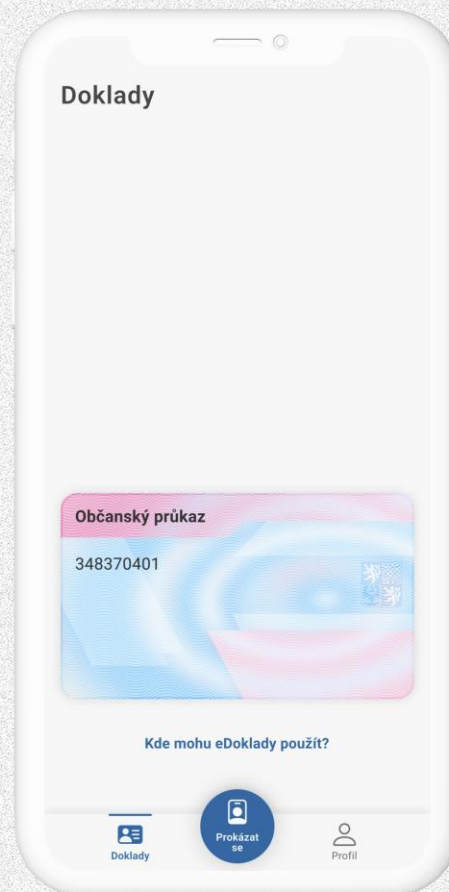 Doklady
Občanský průkaz
348370401
Kde mohu eDoklady použít?
Doklady
Prokázat
se
Profil